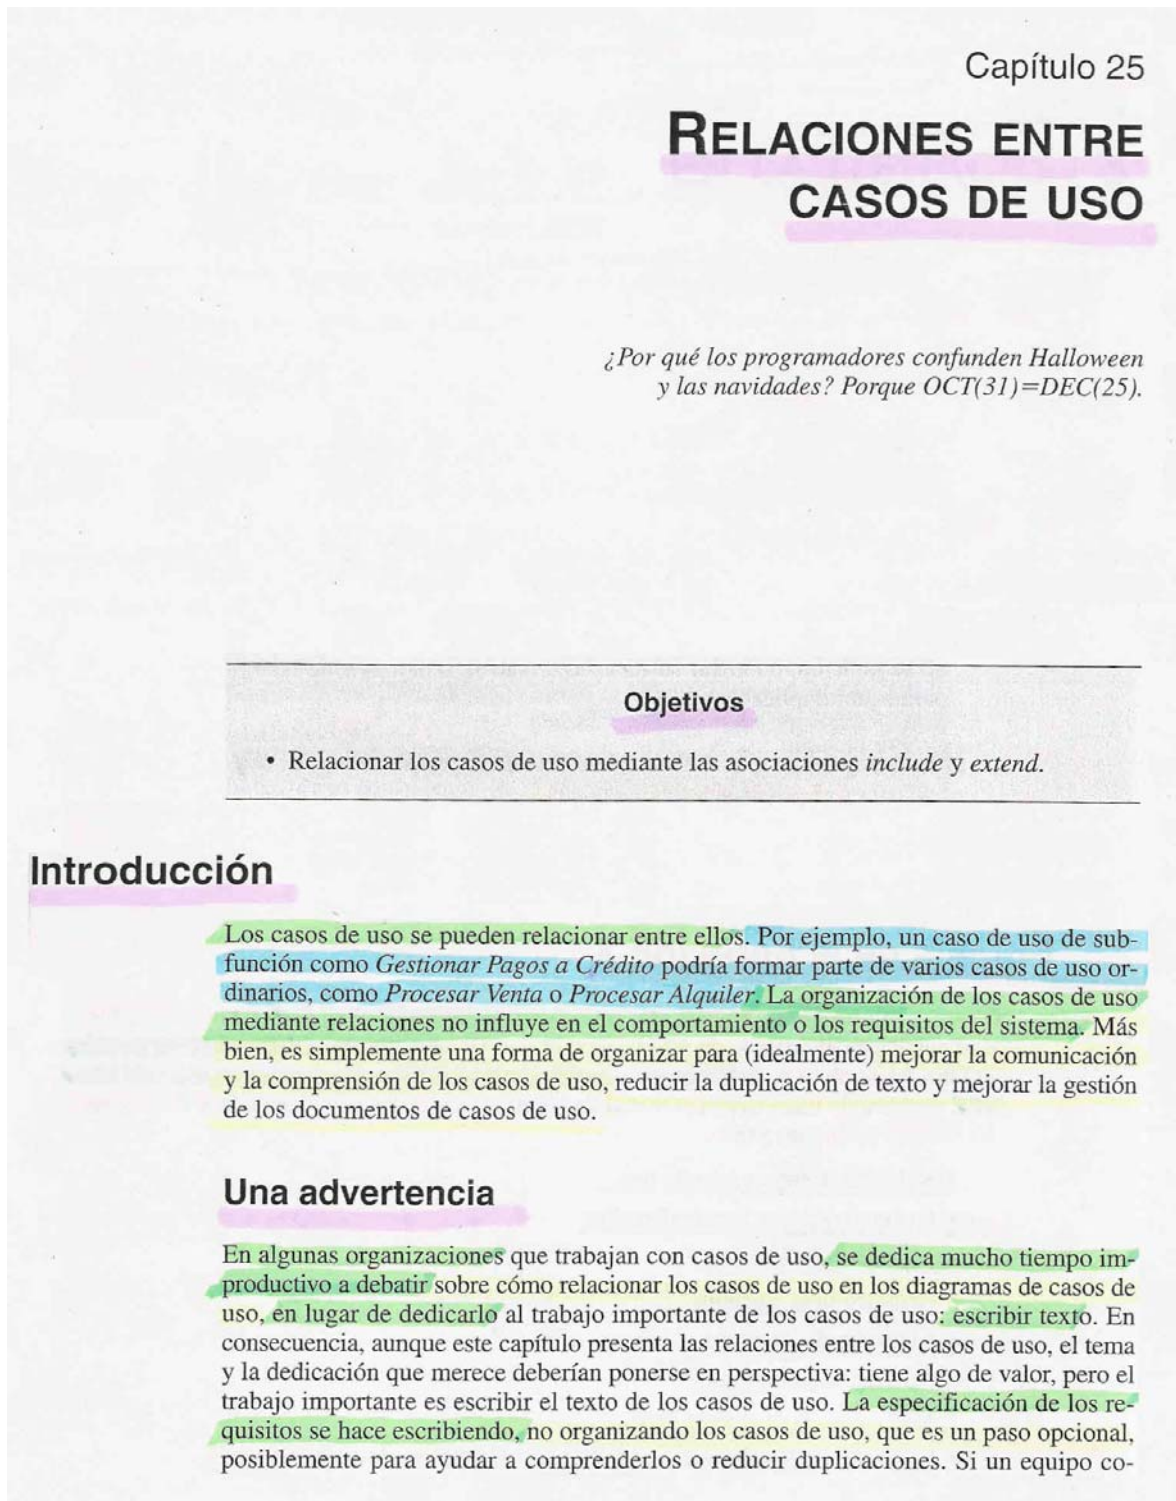 Capítulo 25
RELACIONES ENTRE
CASOS DE USO
¿Por qué los programadores confunden Halloween
y las navidades? Porque OCT(31)=DEC(25).
Objetivos
• Relacionar los casos de uso mediante las asociaciones include y extend.
Introducción
Los casos de uso se pueden relacionar entre ellos. Por ejemplo, un caso de uso de sub-
función como Gestionar Pagos a Crédito podría formar parte de varios casos de uso or-
dinarios, como Procesar Venta o Procesar Alquiler. La organización de los casos de uso
mediante relaciones no influye en el comportamiento o los requisitos del sistema. Más
bien, es simplemente una forma de organizar para (idealmente) mejorar la comunicación
y la comprensión de los casos de uso, reducir la duplicación de texto y mejorar la gestión
de los documentos de casos de uso.
Una advertencia
En algunas organizaciones que trabajan con casos de uso, se dedica mucho tiempo im-
productivo a debatir sobre cómo relacionar los casos de uso en los diagramas de casos de
uso, en lugar de dedicarlo al trabajo importante de los casos de uso: escribir texto. En
consecuencia, aunque este capítulo presenta las relaciones entre los casos de uso, el tema
y la dedicación que merece deberían ponerse en perspectiva: tiene algo de valor, pero el
trabajo importante es escribir el texto de los casos de uso. La especificación de los re-
quisitos se hace escribiendo, no organizando los casos de uso, que es un paso opcional,
posiblemente para ayudar a comprenderlos o reducir duplicaciones. Si un equipo co-